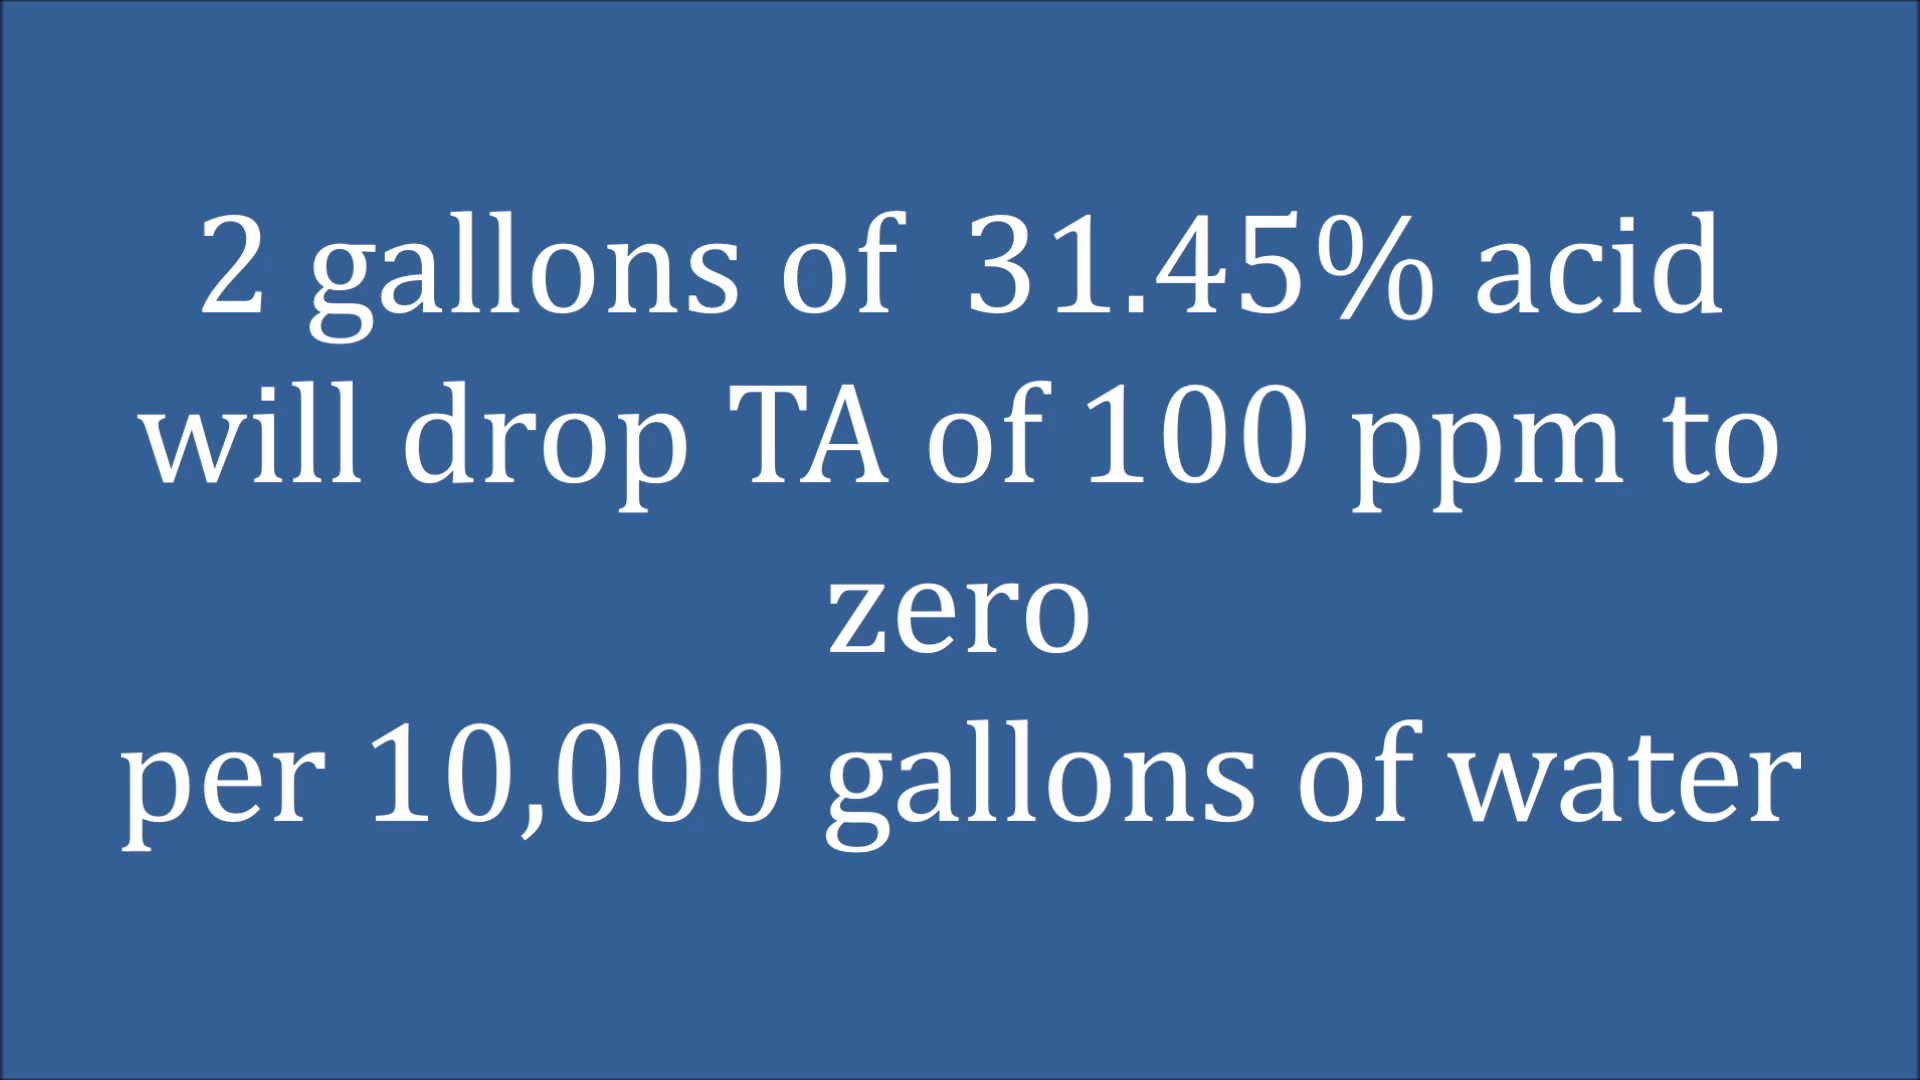 2 gallons of  31.45% acid
will drop TA of 100 ppm to
zero
per 10,000 gallons of water